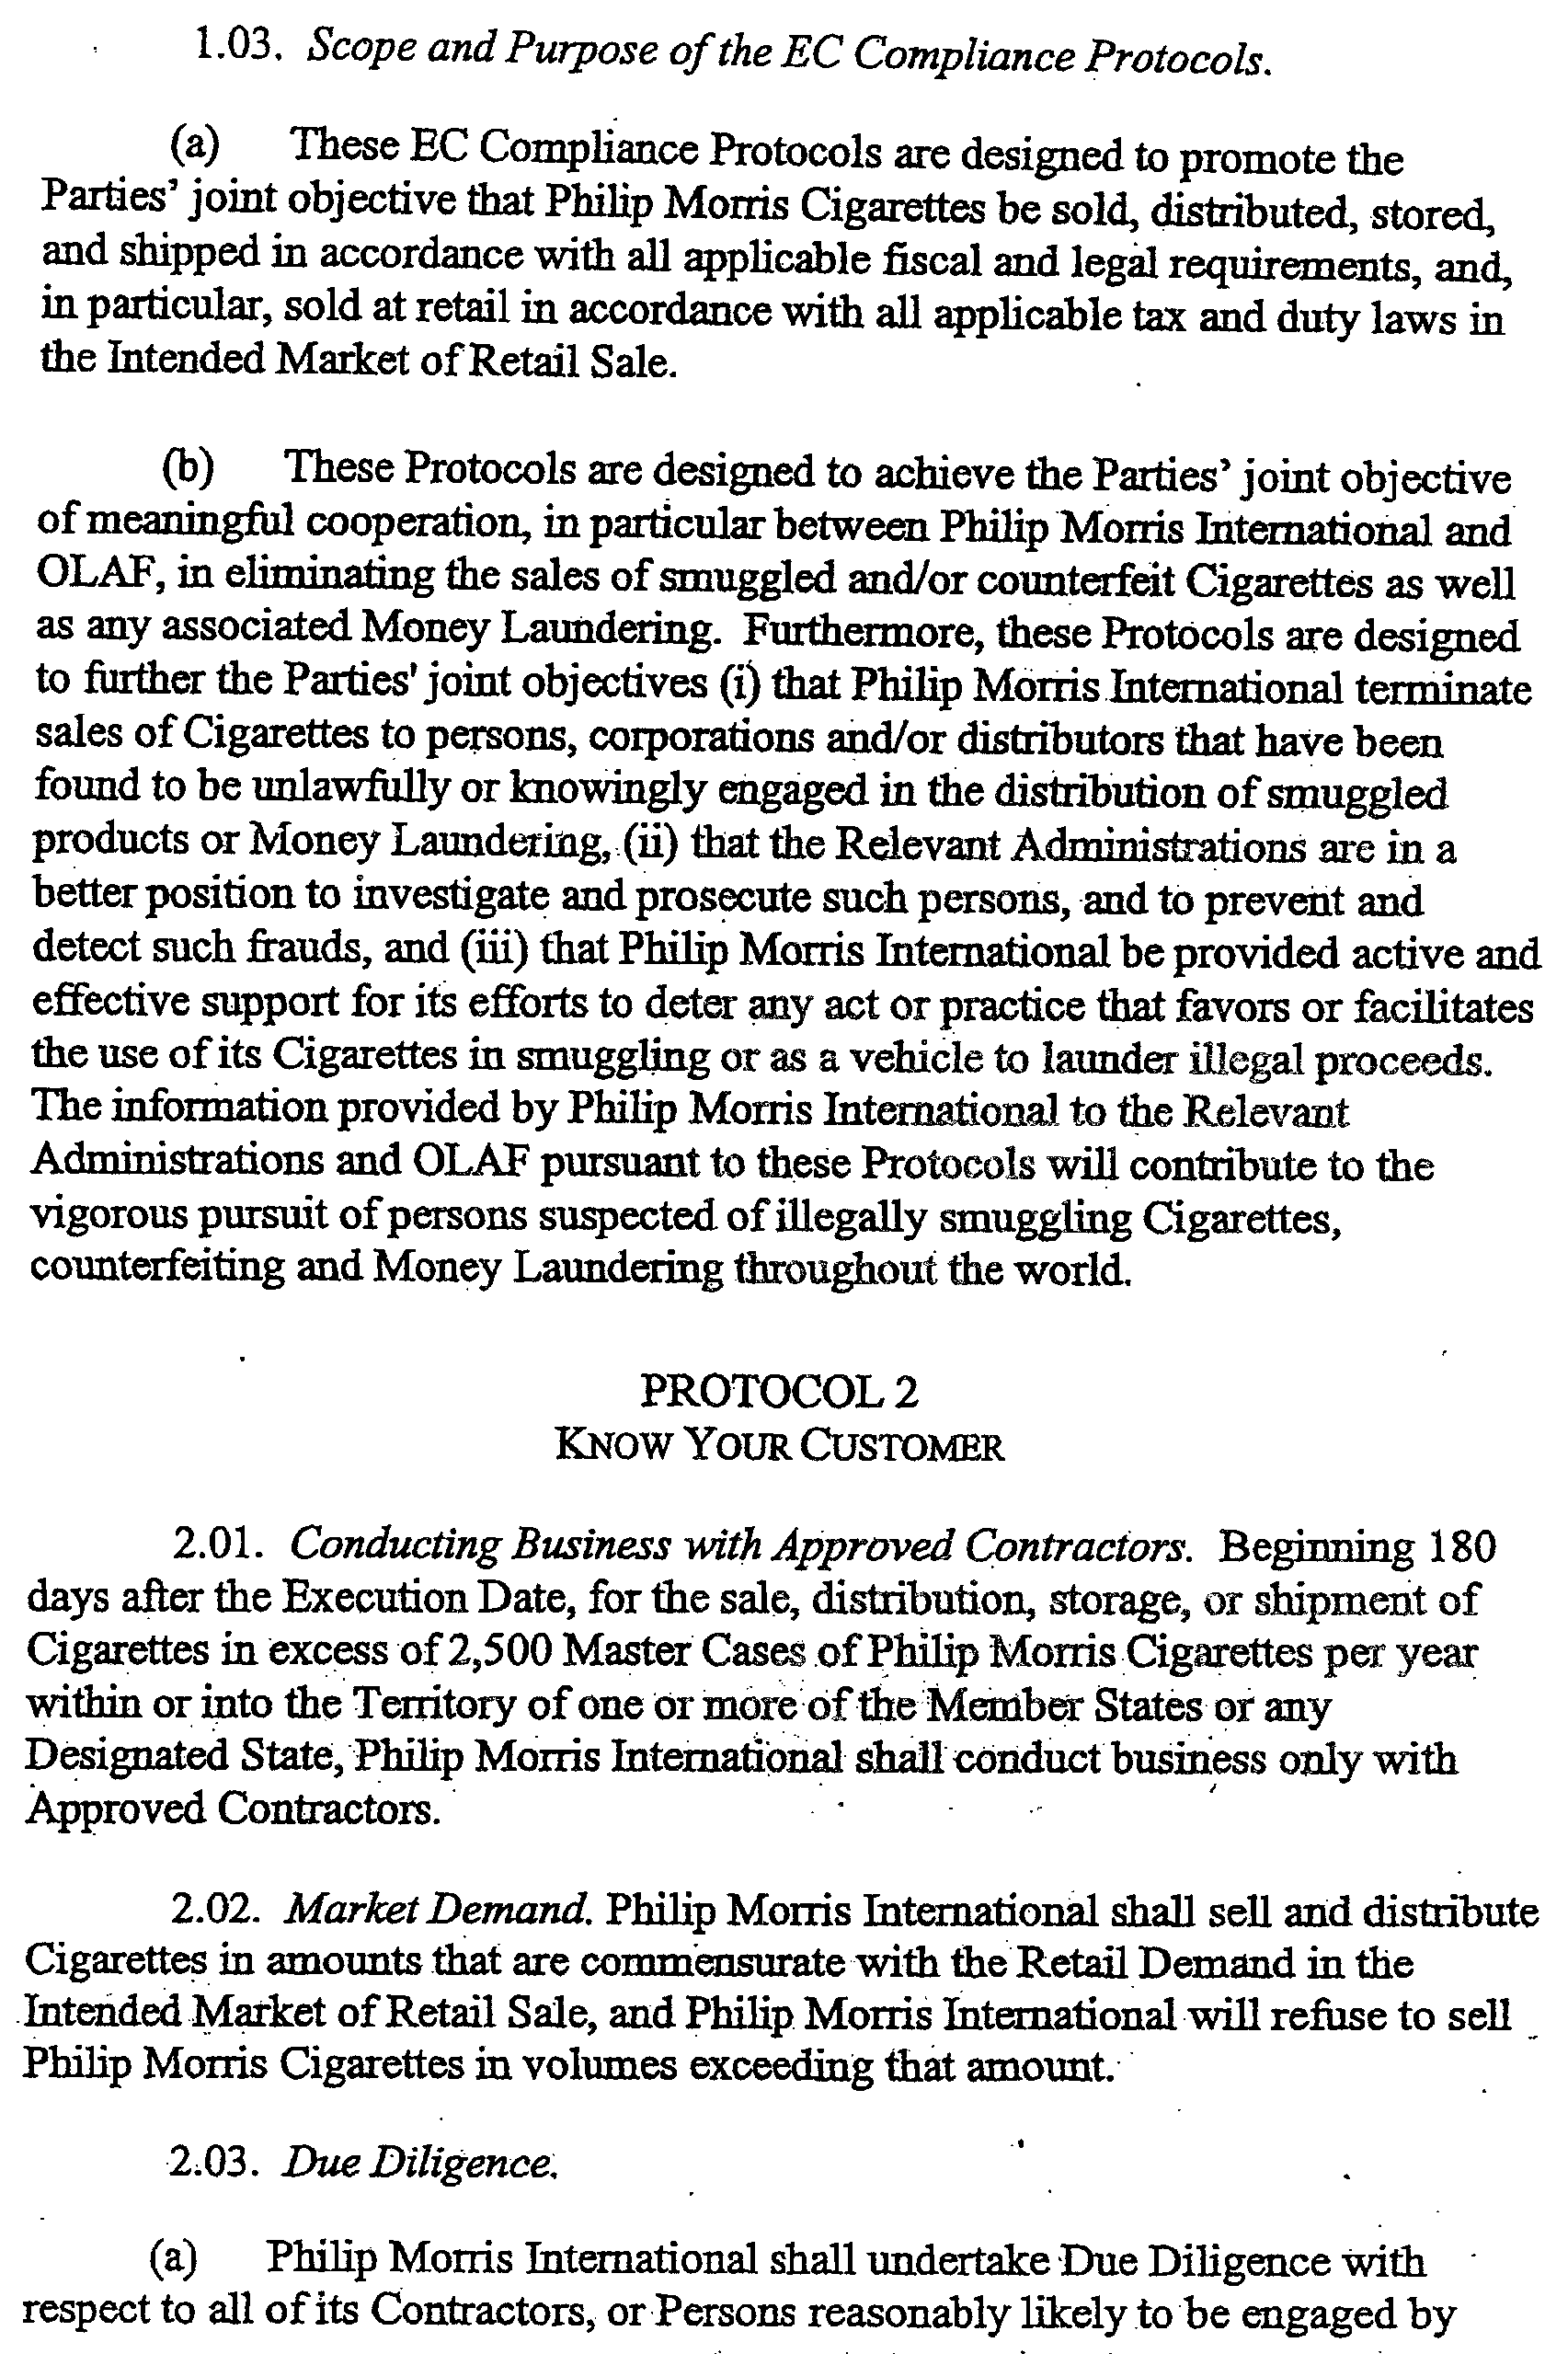 1.03. Scope and Purpose of the EC Compliance Protocols.
(a) These EC Compliance Protocols are designed to promote the
Parties’ joint objective that Philip Morris Cigarettes be sold, distributed, stored,
and shipped in accordance with all applicable fiscal and legal requirements, and,
in particular, sold at retail in accordance with all applicable tax and duty laws in
the Intended Market of Retail Sale.
(b) These Protocols are designed to achieve the Parties’ joint objective
of meaningful cooperation, in particular between Philip Morris International and
OLAF, in eliminating the sales of smuggled and/or counterfeit Cigarettes as well
as any associated Money Laundering. Furthermore, these Protocols are designed
to further the Parties' joint objectives (i) that Philip Morris International terminate
sales of Cigarettes to persons, corporations and/or distributors that have been
found to be unlawfully or knowingly engaged in the distribution of smuggled
products or Money Laundering, (ii) that the Relevant Administrations are in a
better position to investigate and prosecute such persons, and to prevent and
detect such frauds, and (iii) that Philip Morris International be provided active and
effective support for its efforts to deter any act or practice that favors or facilitates
the use of its Cigarettes in smuggling or as a vehicle to launder illegal proceeds.
The information provided by Philip Morris International to the Relevant
Administrations and OLAF pursuant to these Protocols will contribute to the
vigorous pursuit of persons suspected of illegally smuggling Cigarettes,
counterfeiting and Money Laundering throughout the world.
PROTOCOL 2
KNOW YOUR CUSTOMER
2.01. Conducting Business with Approved Contractors. Beginning 180
days after the Execution Date, for the sale, distribution, storage, or shipment of
Cigarettes in excess of 2,500 Master Cases of Philip Morris Cigarettes per year
within or into the Territory of one or more of the Member States or any
Designated State, Philip Morris International shall conduct business only with
Approved Contractors.
2.02. Market Demand. Philip Morris International shall sell and distribute
Cigarettes in amounts that are commensurate with the Retail Demand in the
Intended Market of Retail Sale, and Philip Morris International will refuse to sell
Philip Morris Cigarettes in volumes exceeding that amount.
2.03. Due Diligence.
(a) Philip Morris International shall undertake Due Diligence with
respect to all of its Contractors, or Persons reasonably likely to be engaged by